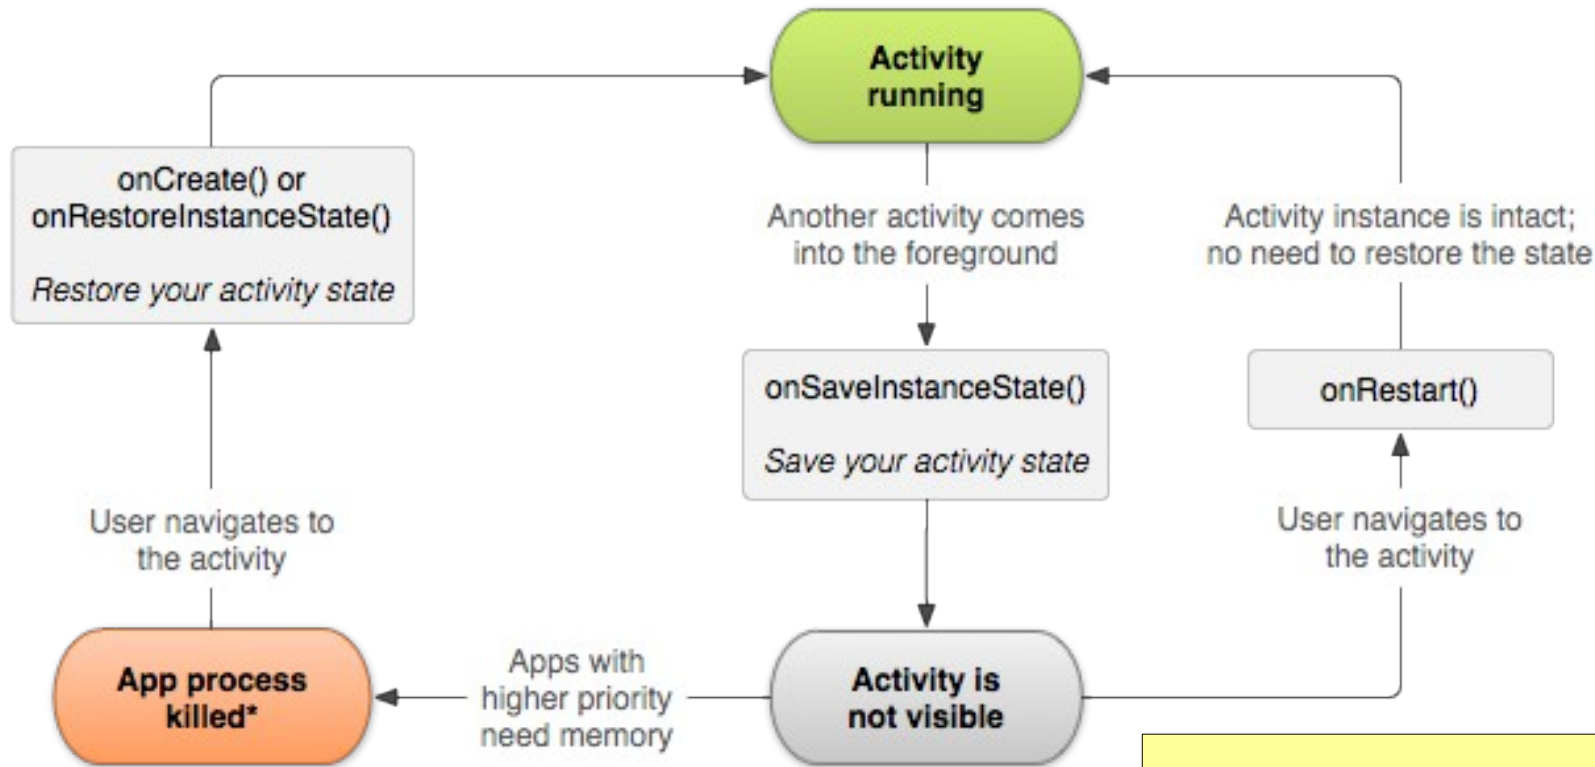 Activity
running
onCreate() or
onRestoreInstanceState()
Restore your activity state
Another activity comes
into the foreground
Activity instance is intact;
no need to restore the state
onSaveInstanceState()
Save your activity state
onRestart()
User navigates to
the activity
User navigates to
the activity
App process
killed*
Apps with
higher priority
need memory
Activity is
not visible